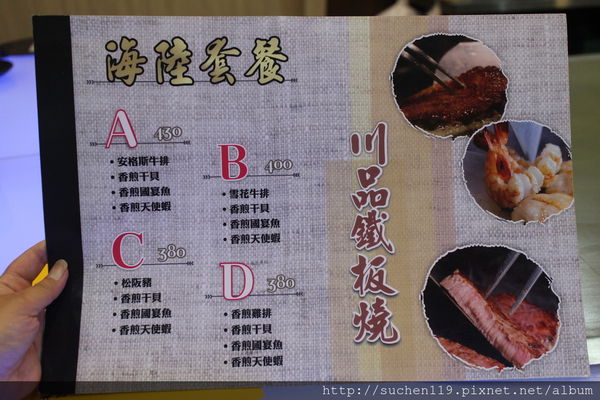 海陸套餐
A 430
• 安格斯牛排
• 香煎干貝
• 香煎國宴魚
• 香煎天使蝦
B 400
• 雪花牛排
• 香煎干貝
• 香煎國宴魚
• 香煎天使蝦
C 380
• 松阪豬
• 香煎干貝
• 香煎國宴魚
• 香煎天使蝦
D 380
• 香煎雞排
• 香煎干貝
• 香煎國宴魚
• 香煎天使蝦
川品鐵板燒
http://suchen119.pixnet.net/album